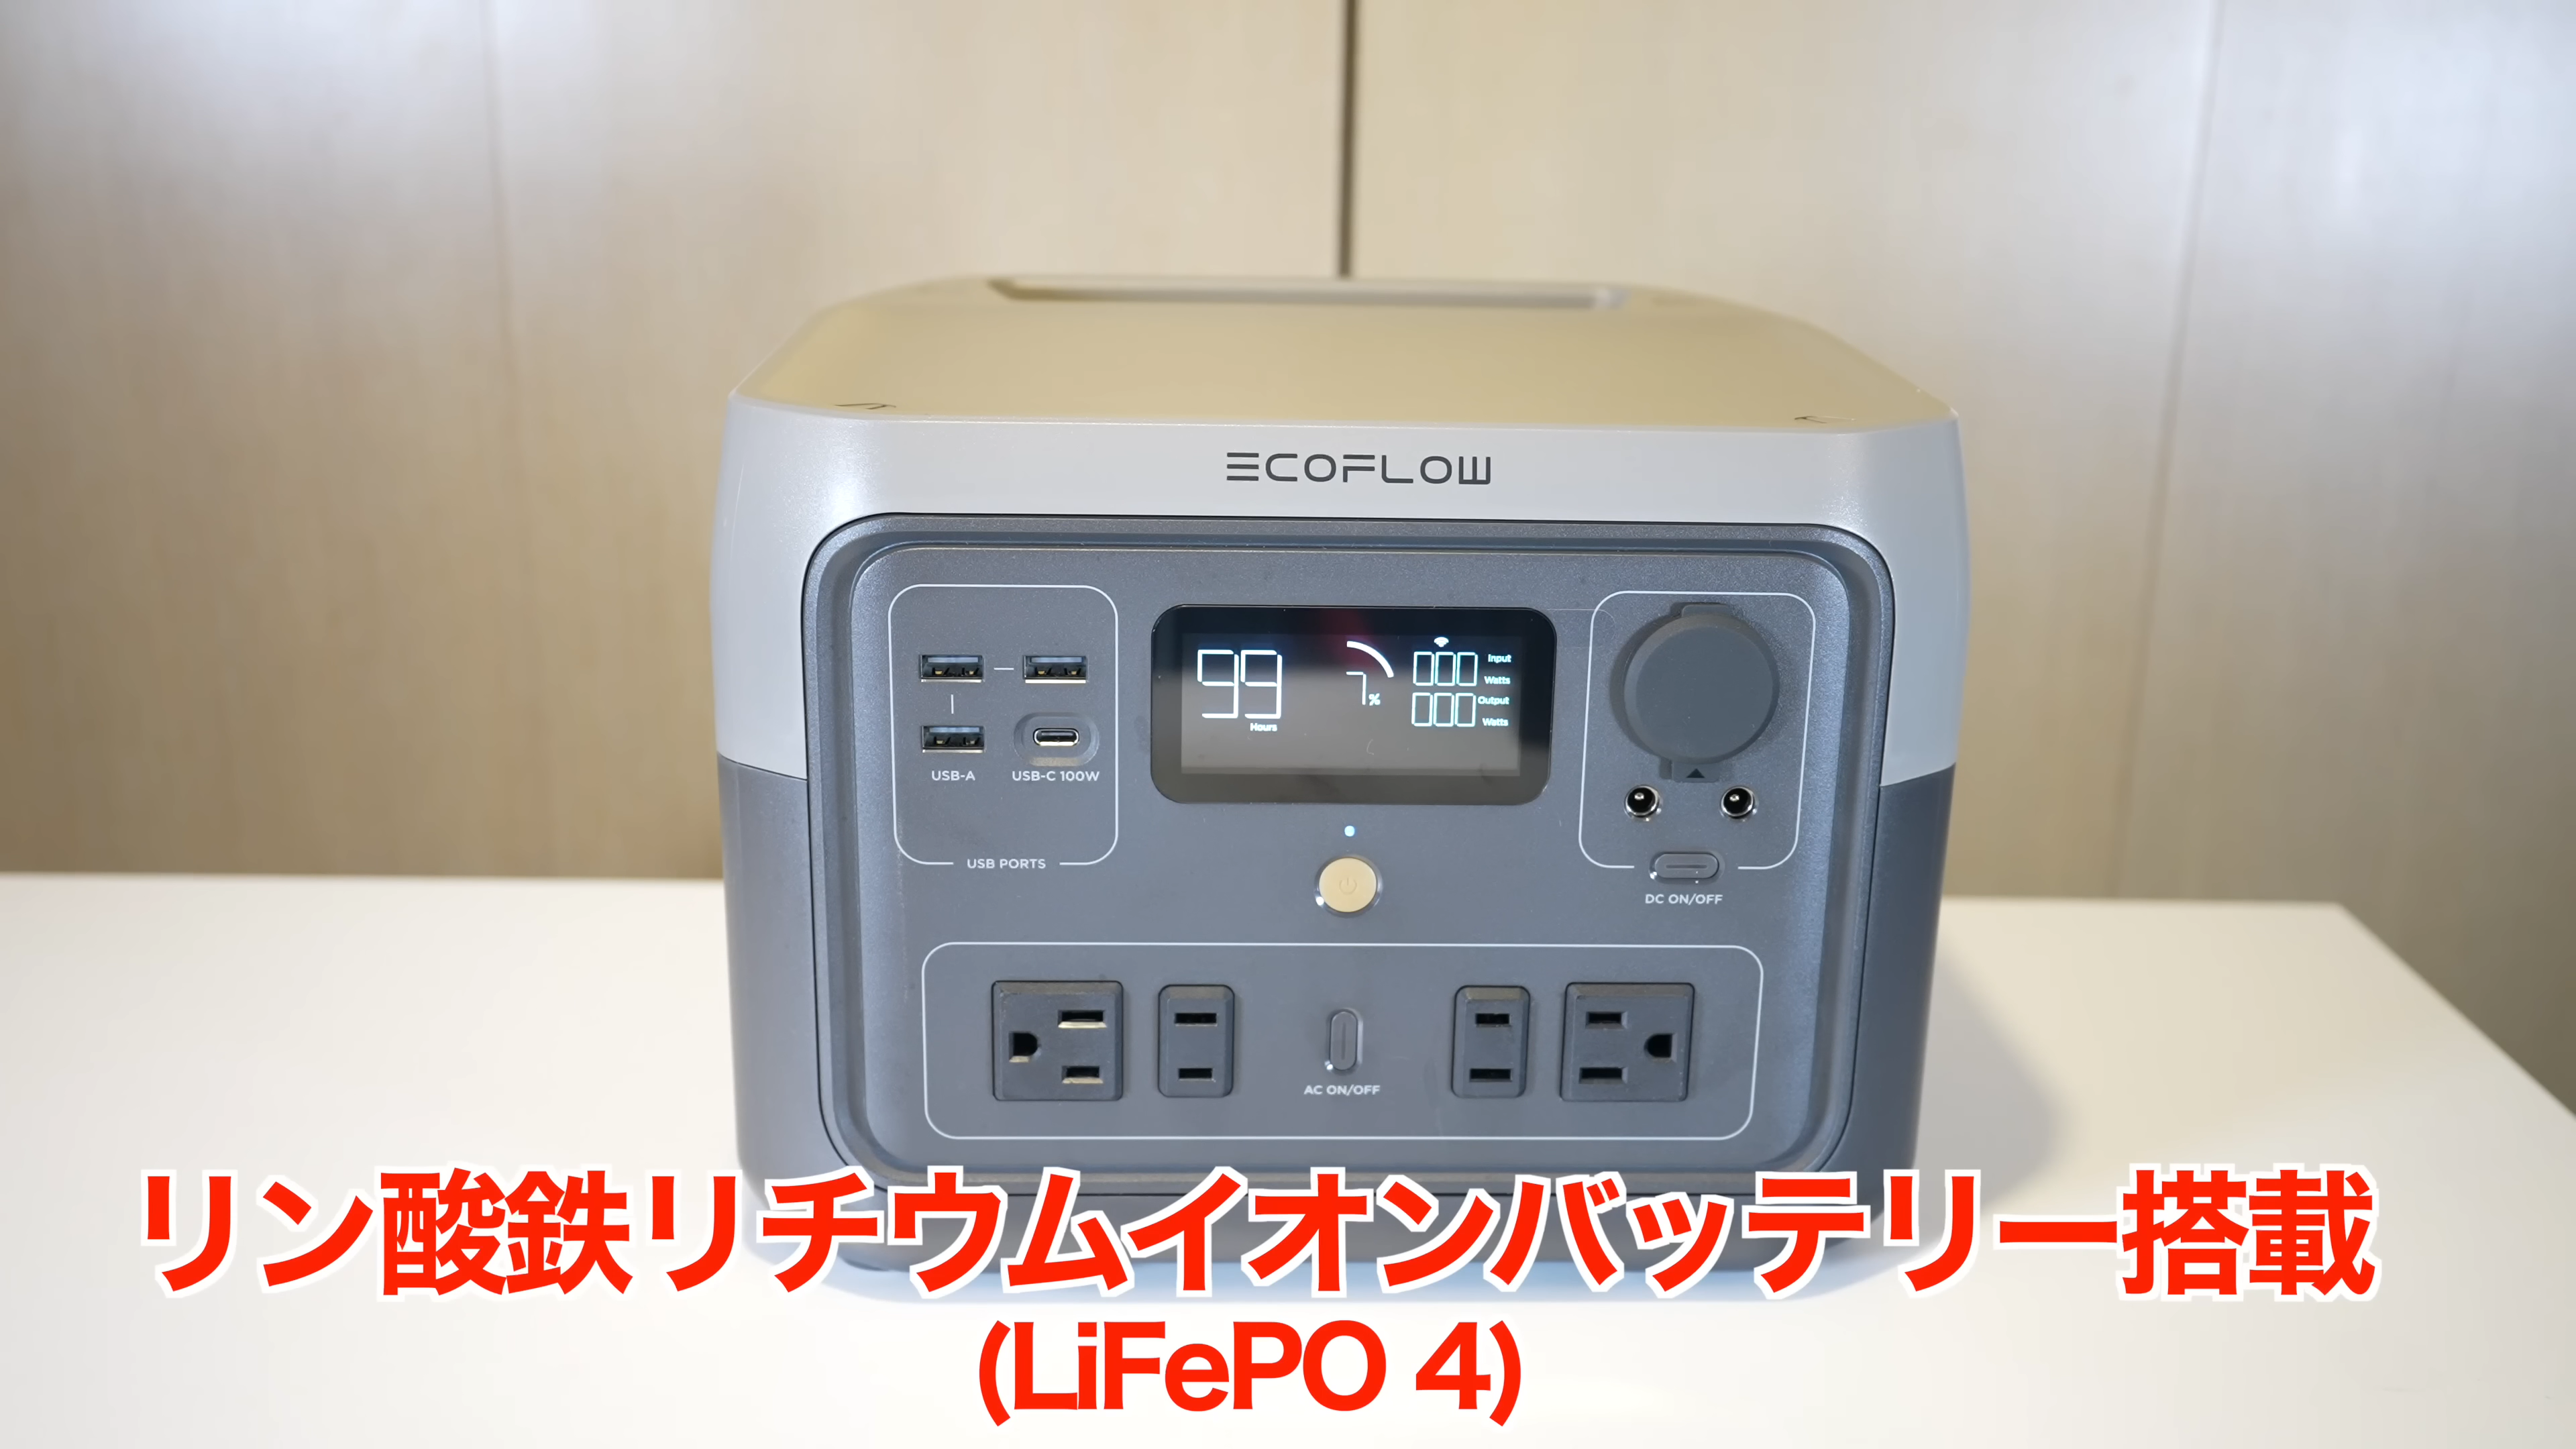 ECOFLOW
99
Hours
7%
000
Input
Watts
000
Output
Watts
USB-A
USB-C 100W
USB PORTS
DC ON/OFF
AC ON/OFF
リン酸鉄リチウムイオンバッテリー搭載
(LiFePO 4)